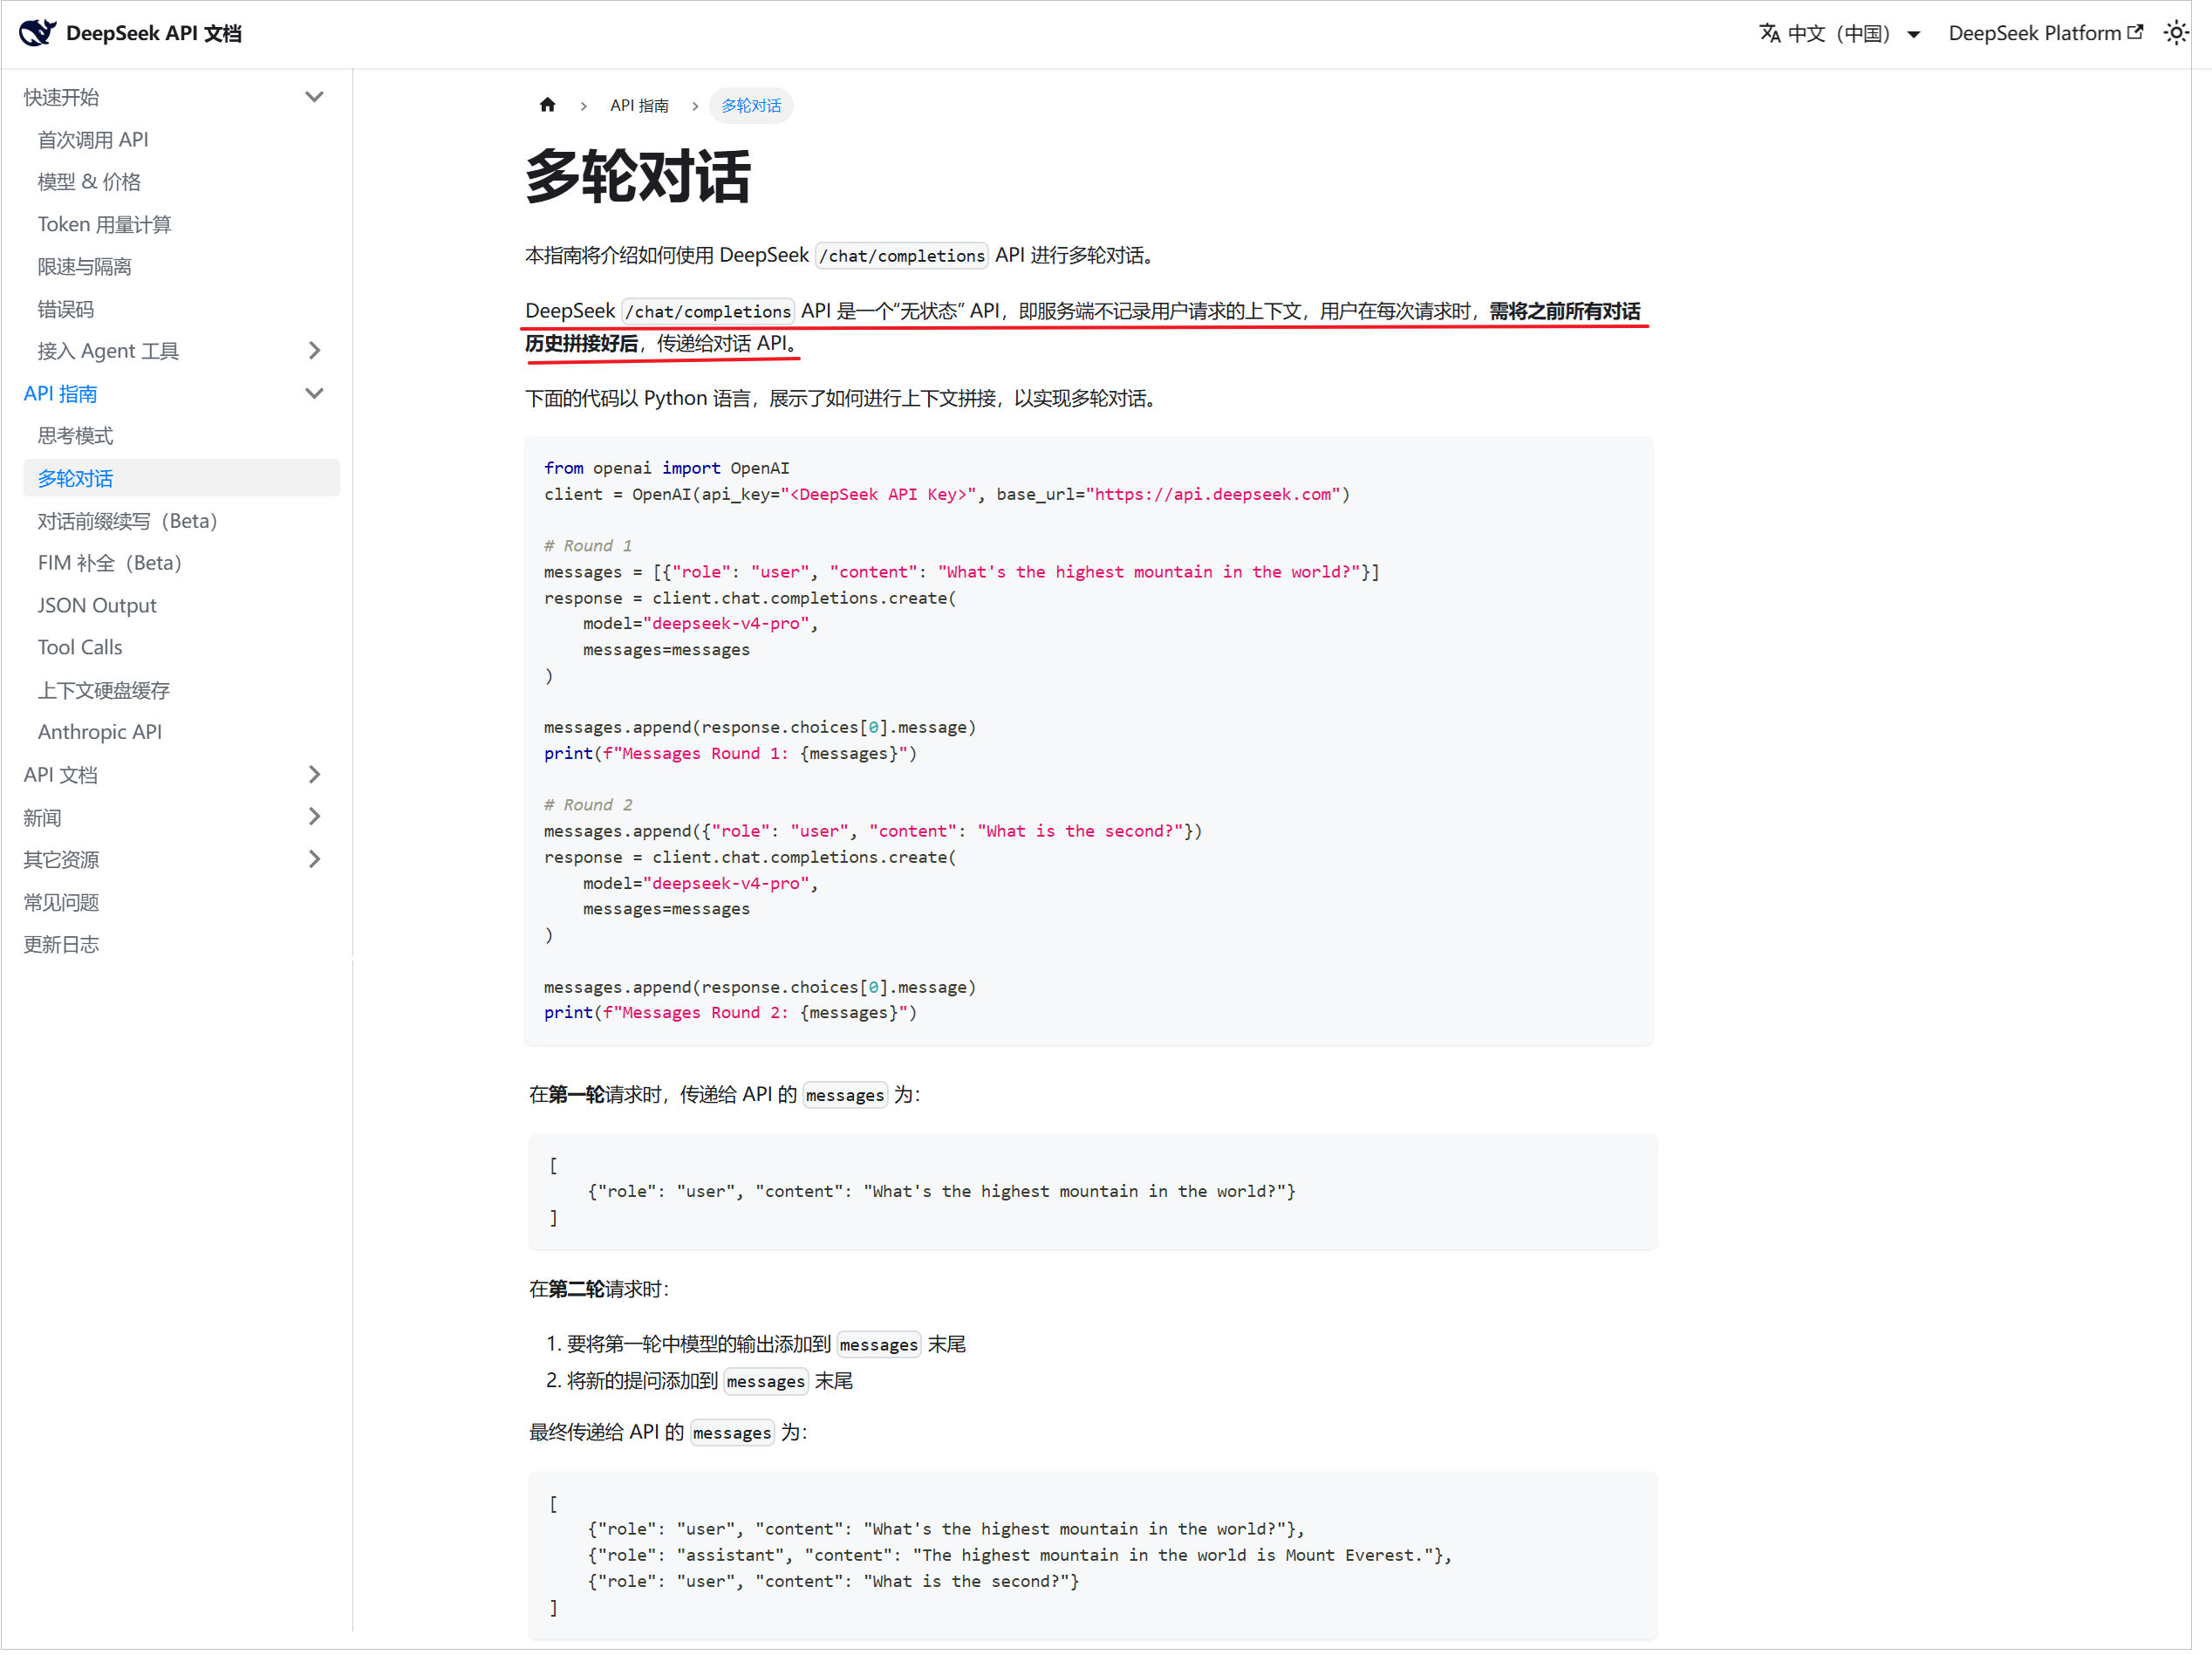 DeepSeek API 文档
中文（中国）
DeepSeek Platform
快速开始
首次调用 API
模型 & 价格
Token 用量计算
限速与隔离
错误码
接入 Agent 工具
API 指南
思考模式
多轮对话
对话前缀续写（Beta）
FIM 补全（Beta）
JSON Output
Tool Calls
上下文硬盘缓存
Anthropic API
API 文档
新闻
其它资源
常见问题
更新日志
API 指南
多轮对话
多轮对话
本指南将介绍如何使用 DeepSeek /chat/completions API 进行多轮对话。
DeepSeek /chat/completions API 是一个“无状态” API，即服务端不记录用户请求的上下文，用户在每次请求时，需将之前所有对话
历史拼接好后，传递给对话 API。
下面的代码以 Python 语言，展示了如何进行上下文拼接，以实现多轮对话。
from openai import OpenAI
client = OpenAI(api_key="<DeepSeek API Key>", base_url="https://api.deepseek.com")
# Round 1
messages = [{"role": "user", "content": "What's the highest mountain in the world?"}]
response = client.chat.completions.create(
    model="deepseek-v4-pro",
    messages=messages
)
messages.append(response.choices[0].message)
print(f"Messages Round 1: {messages}")
# Round 2
messages.append({"role": "user", "content": "What is the second?"})
response = client.chat.completions.create(
    model="deepseek-v4-pro",
    messages=messages
)
messages.append(response.choices[0].message)
print(f"Messages Round 2: {messages}")
在第一轮请求时，传递给 API 的 messages 为：
[
    {"role": "user", "content": "What's the highest mountain in the world?"}
]
在第二轮请求时：
1. 要将第一轮中模型的输出添加到 messages 末尾
2. 将新的提问添加到 messages 末尾
最终传递给 API 的 messages 为：
[
    {"role": "user", "content": "What's the highest mountain in the world?"},
    {"role": "assistant", "content": "The highest mountain in the world is Mount Everest."},
    {"role": "user", "content": "What is the second?"}
]